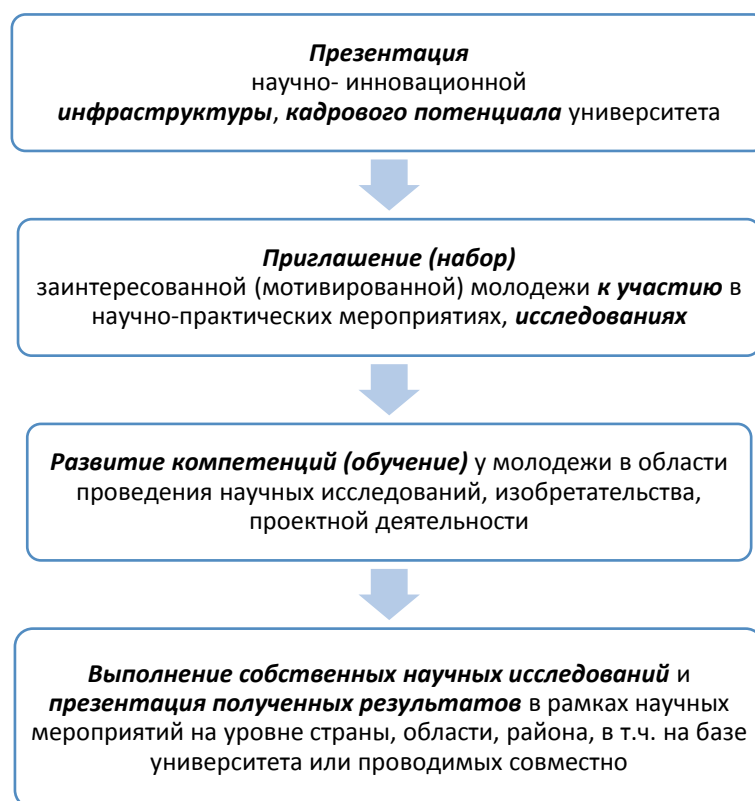 Презентация
научно- инновационной
инфраструктуры, кадрового потенциала университета
Приглашение (набор)
заинтересованной (мотивированной) молодежи к участию в
научно-практических мероприятиях, исследованиях
Развитие компетенций (обучение) у молодежи в области
проведения научных исследований, изобретательства,
проектной деятельности
Выполнение собственных научных исследований и
презентация полученных результатов в рамках научных
мероприятий на уровне страны, области, района, в т.ч. на базе
университета или проводимых совместно